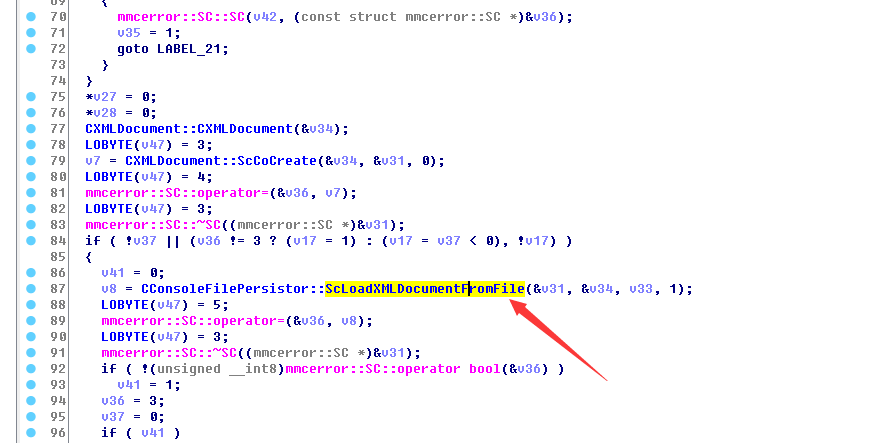 69 {
70 mmcerror::SC::SC(v42, (const struct mmcerror::SC *)&v36);
71 v35 = 1;
72 goto LABEL_21;
73 }
74 }
75 *v27 = 0;
76 *v28 = 0;
77 CXMLDocument::CXMLDocument(&v34);
78 LOBYTE(v47) = 3;
79 v7 = CXMLDocument::ScCoCreate(&v34, &v31, 0);
80 LOBYTE(v47) = 4;
81 mmcerror::SC::operator=(&v36, v7);
82 LOBYTE(v47) = 3;
83 mmcerror::SC::~SC((mmcerror::SC *)&v31);
84 if ( !v37 || (v36 != 3 ? (v17 = 1) : (v17 = v37 < 0), !v17) )
85 {
86 v41 = 0;
87 v8 = CConsoleFilePersistor::ScLoadXMLDocumentFromFile(&v31, &v34, v33, 1);
88 LOBYTE(v47) = 5;
89 mmcerror::SC::operator=(&v36, v8);
90 LOBYTE(v47) = 3;
91 mmcerror::SC::~SC((mmcerror::SC *)&v31);
92 if ( !(unsigned __int8)mmcerror::SC::operator bool(&v36) )
93 v41 = 1;
94 v36 = 3;
95 v37 = 0;
96 if ( v41 )